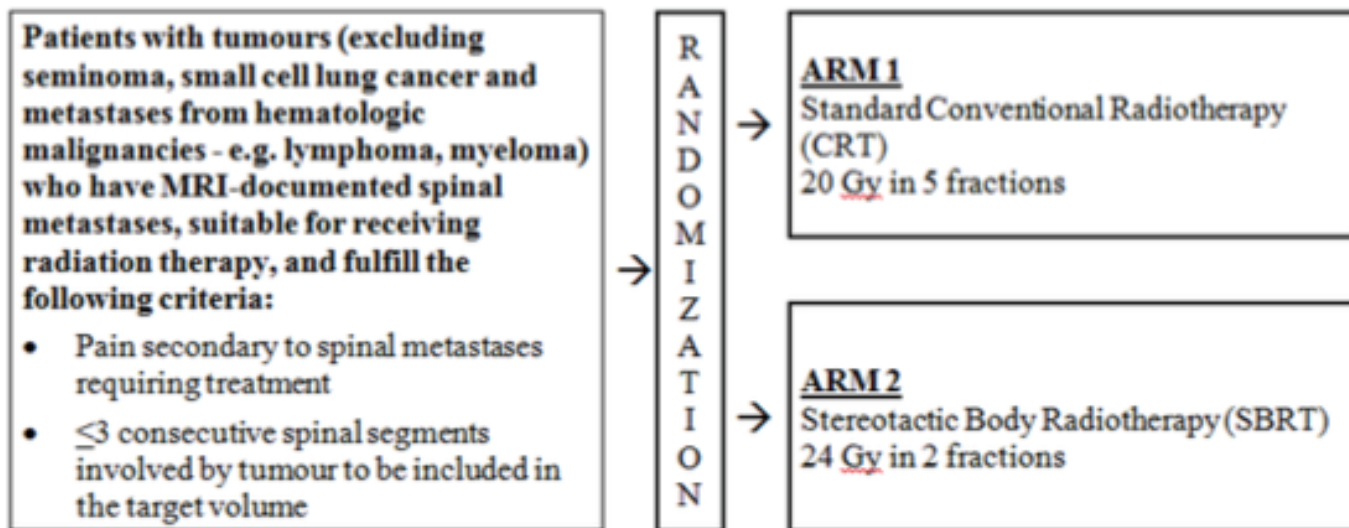 Patients with tumours (excluding
seminoma, small cell lung cancer and
metastases from hematologic
malignancies - e.g. lymphoma, myeloma)
who have MRI-documented spinal
metastases, suitable for receiving
radiation therapy, and fulfill the
following criteria:
• Pain secondary to spinal metastases
requiring treatment
• ≤3 consecutive spinal segments
involved by tumour to be included in
the target volume
→
R
A
N
D
O
M
I
Z
A
T
I
O
N
→
ARM 1
Standard Conventional Radiotherapy
(CRT)
20 Gy in 5 fractions
→
ARM 2
Stereotactic Body Radiotherapy (SBRT)
24 Gy in 2 fractions